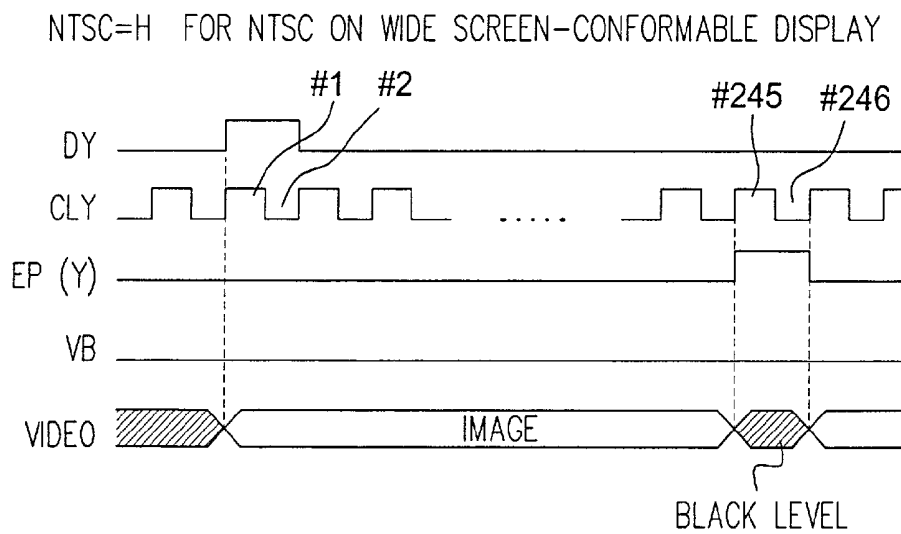 NTSC=H FOR NTSC ON WIDE SCREEN-CONFORMABLE DISPLAY
#1
#2
#245
#246
DY
CLY
.....
EP (Y)
VB
VIDEO
IMAGE
BLACK LEVEL